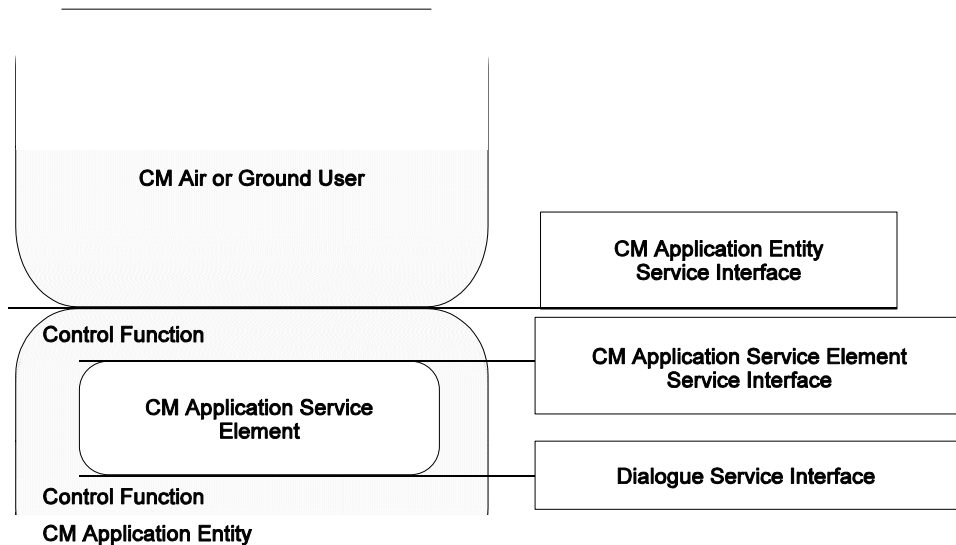 CM Air or Ground User
CM Application Entity
Service Interface
Control Function
CM Application Service Element
Service Interface
CM Application Service
Element
Dialogue Service Interface
Control Function
CM Application Entity